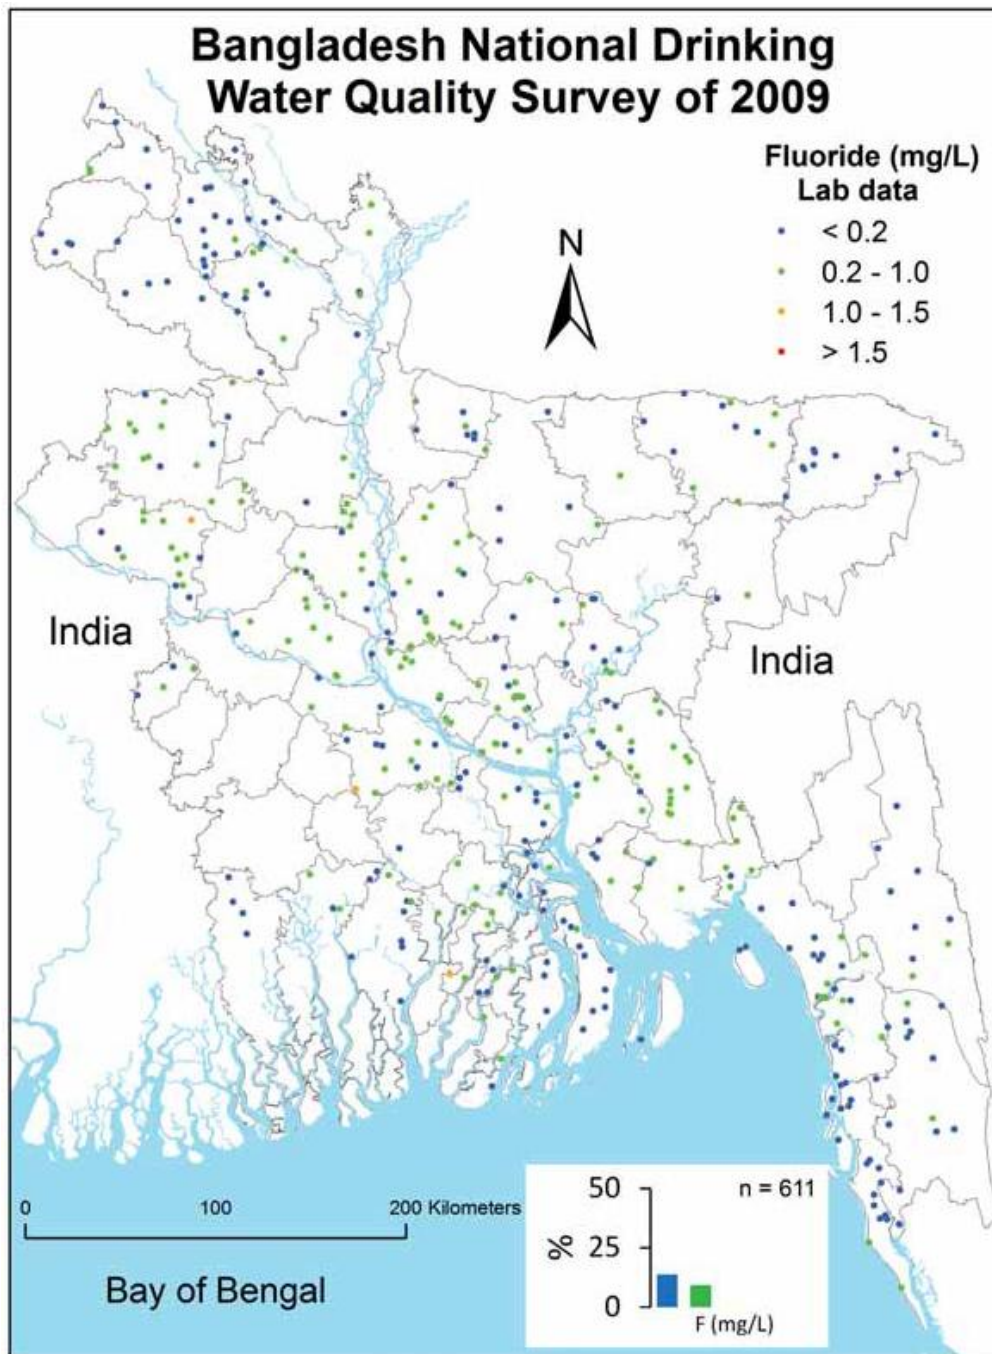 Bangladesh National Drinking
Water Quality Survey of 2009
Fluoride (mg/L)
Lab data
< 0.2
0.2 - 1.0
1.0 - 1.5
> 1.5
N
India
India
0 100 200 Kilometers
Bay of Bengal
n = 611
50
25
0
%
F (mg/L)